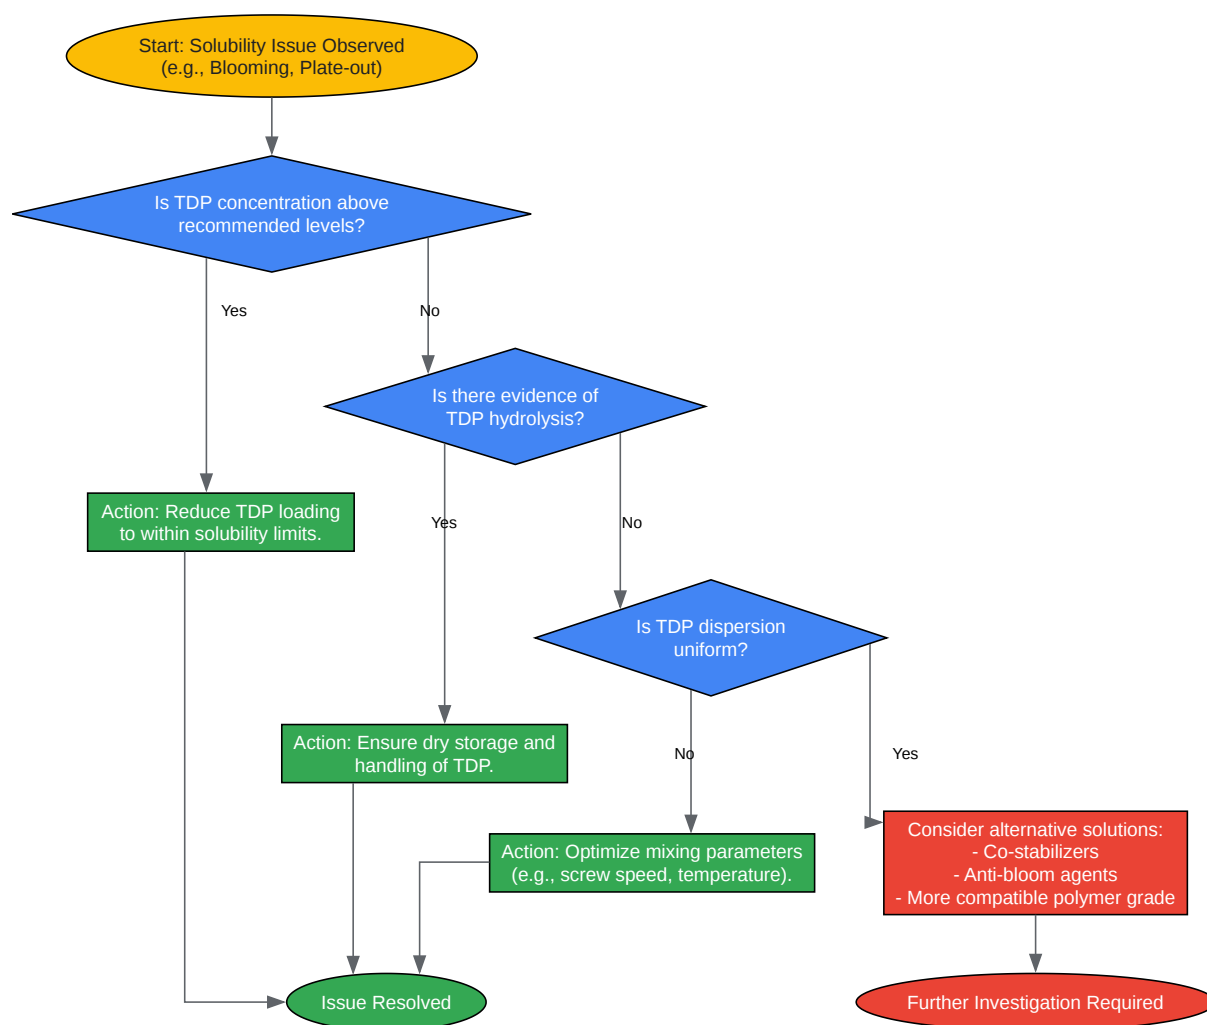 Start: Solubility Issue Observed
(e.g., Blooming, Plate-out)
Is TDP concentration above
recommended levels?
Yes
No
Is there evidence of
TDP hydrolysis?
Action: Reduce TDP loading
to within solubility limits.
Yes
No
Is TDP dispersion
uniform?
Action: Ensure dry storage and
handling of TDP.
No
Yes
Action: Optimize mixing parameters
(e.g., screw speed, temperature).
Consider alternative solutions:
- Co-stabilizers
- Anti-bloom agents
- More compatible polymer grade
Issue Resolved
Further Investigation Required